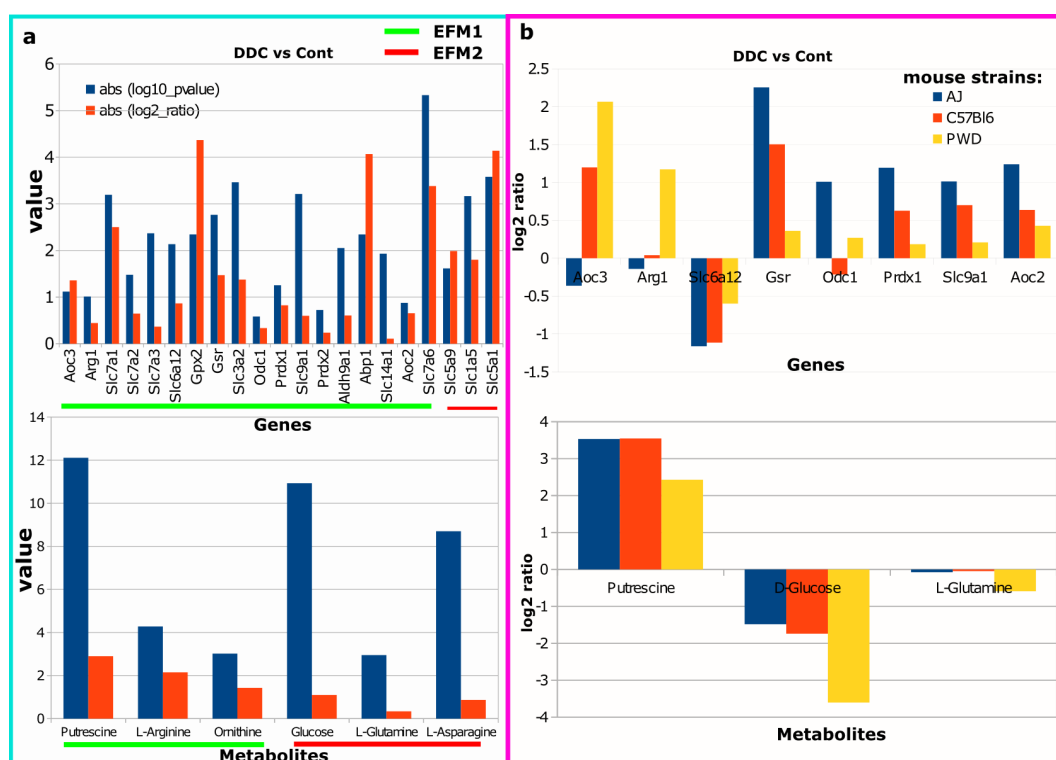 a
EFM1
EFM2
DDC vs Cont
abs (log10_pvalue)
abs (log2_ratio)
value
6
5
4
3
2
1
0
Aoc3
Arg1
Slc7a1
Slc7a2
Slc7a3
Slc6a12
Gpx2
Gsr
Slc3a2
Odc1
Prdx1
Slc9a1
Prdx2
Aldh9a1
Abp1
Slc14a1
Aoc2
Slc7a6
Slc5a9
Slc1a5
Slc5a1
Genes
value
14
12
10
8
6
4
2
0
Putrescine L-Arginine Ornithine Glucose L-Glutamine L-Asparagine
Metabolites
b
DDC vs Cont
mouse strains:
AJ
C57Bl6
PWD
log2 ratio
2.5
2
1.5
1
0.5
0
-0.5
-1
-1.5
Aoc3 Arg1 Slc6a12 Gsr Odc1 Prdx1 Slc9a1 Aoc2
Genes
log2 ratio
4
3
2
1
0
-1
-2
-3
-4
Putrescine D-Glucose L-Glutamine
Metabolites